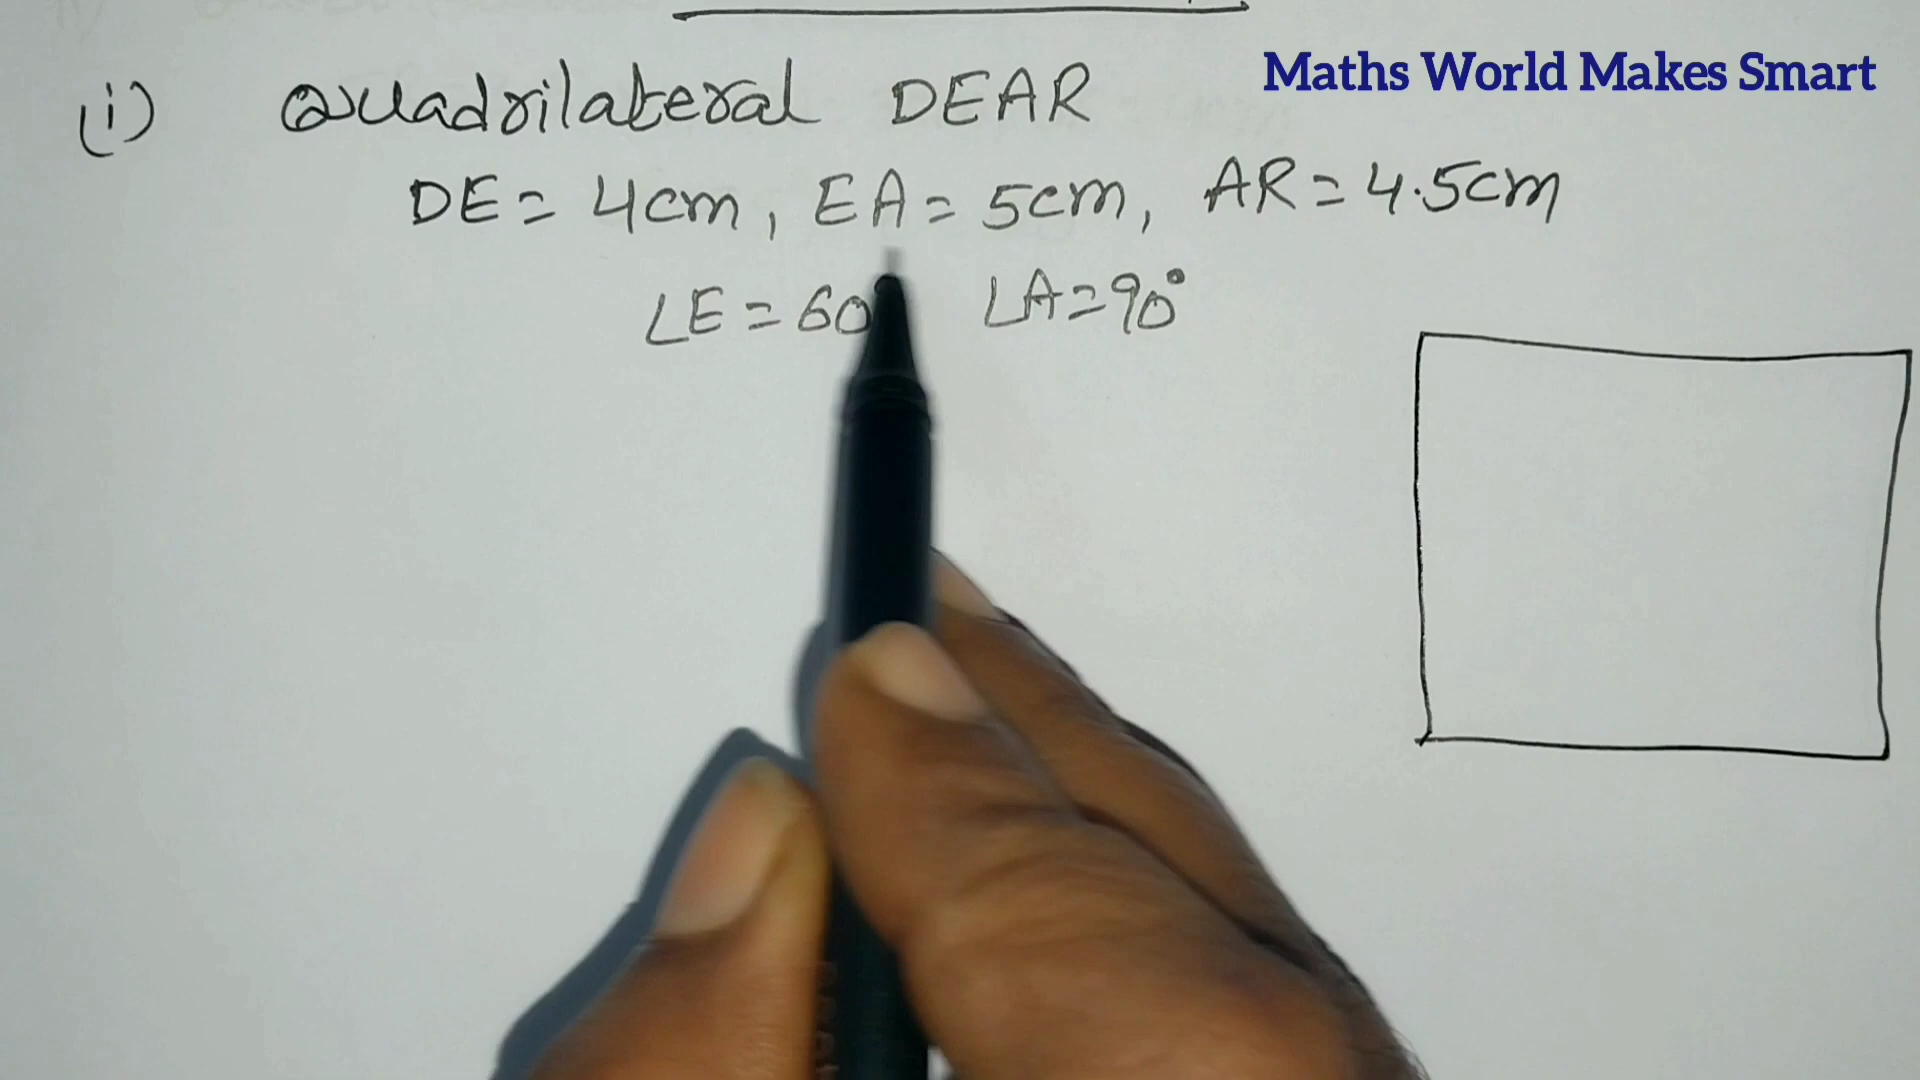 Maths World Makes Smart
(i) Quadrilateral DEAR
DE = 4cm, EA = 5cm, AR = 4.5cm
∠E = 60 ∠A = 90°